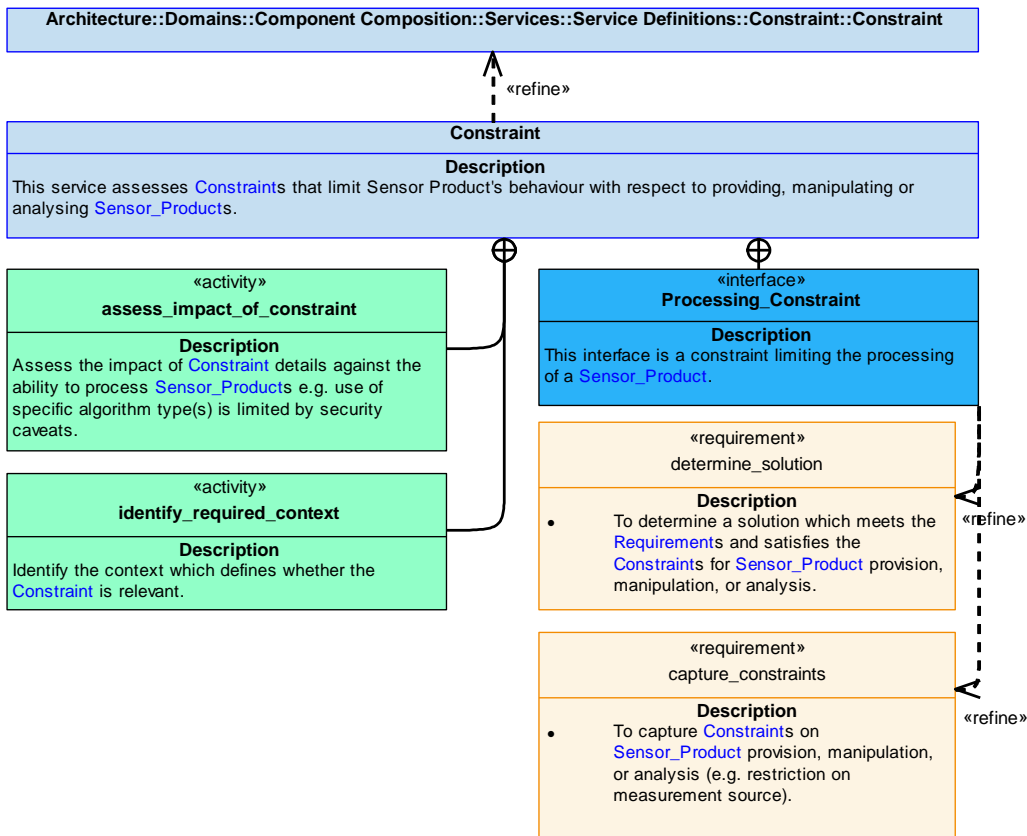 Architecture::Domains::Component Composition::Services::Service Definitions::Constraint::Constraint
«refine»
Constraint
Description
This service assesses Constraints that limit Sensor Product's behaviour with respect to providing, manipulating or
analysing Sensor_Products.
«activity»
assess_impact_of_constraint
Description
Assess the impact of Constraint details against the
ability to process Sensor_Products e.g. use of
specific algorithm type(s) is limited by security
caveats.
«activity»
identify_required_context
Description
Identify the context which defines whether the
Constraint is relevant.
«interface»
Processing_Constraint
Description
This interface is a constraint limiting the processing
of a Sensor_Product.
«requirement»
determine_solution
Description
• To determine a solution which meets the
Requirements and satisfies the
Constraints for Sensor_Product provision,
manipulation, or analysis.
«refine»
«requirement»
capture_constraints
Description
• To capture Constraints on
Sensor_Product provision, manipulation,
or analysis (e.g. restriction on
measurement source).
«refine»